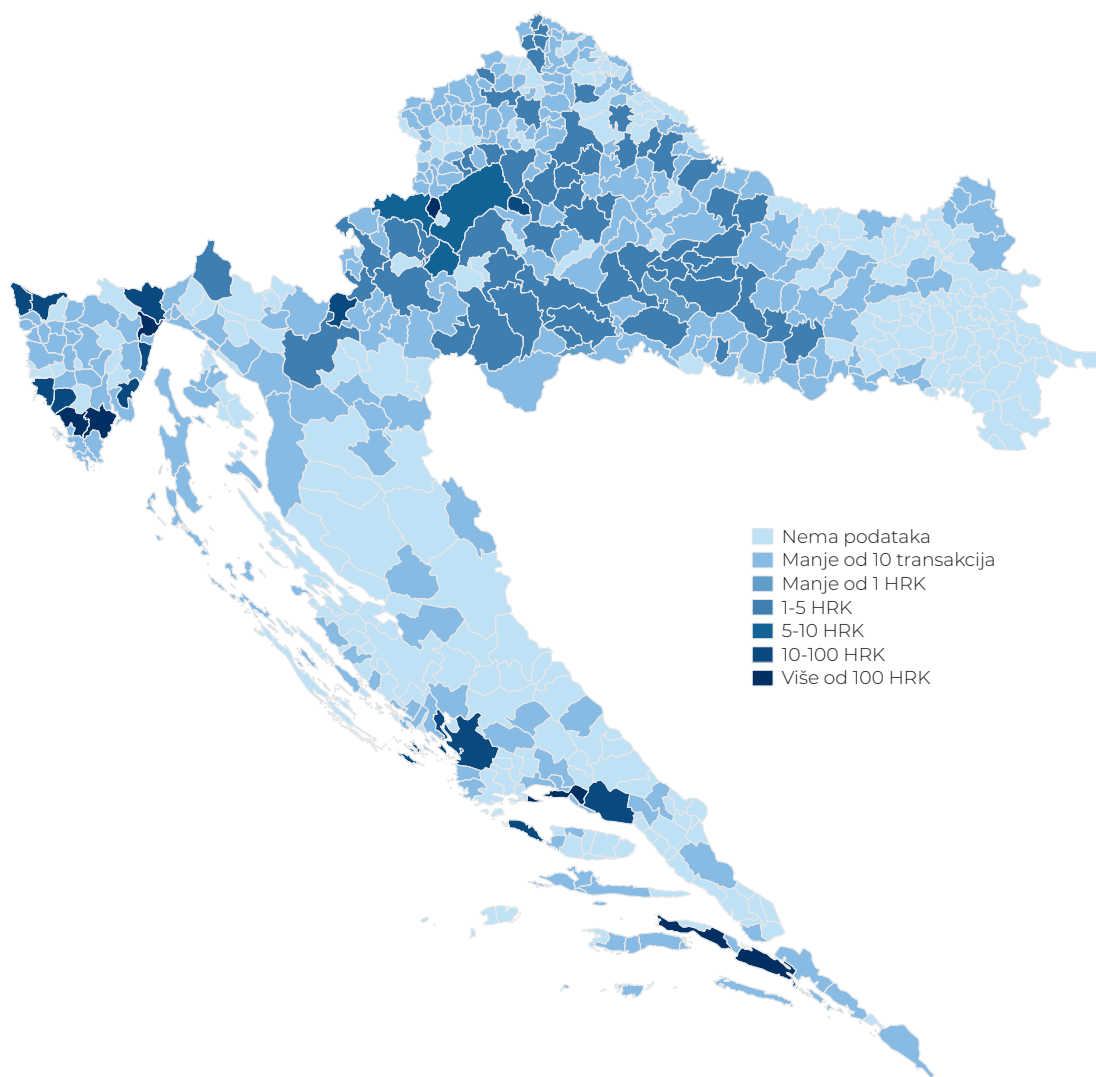 Nema podataka
Manje od 10 transakcija
Manje od 1 HRK
1-5 HRK
5-10 HRK
10-100 HRK
Više od 100 HRK